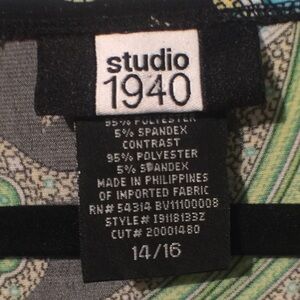 studio
1940
95% POLYESTER
5% SPANDEX
CONTRAST
95% POLYESTER
5% SPANDEX
MADE IN PHILIPPINES
OF IMPORTED FABRIC
RN# 54314 BV11100008
STYLE# 19118133Z
CUT# 20001480
14/16